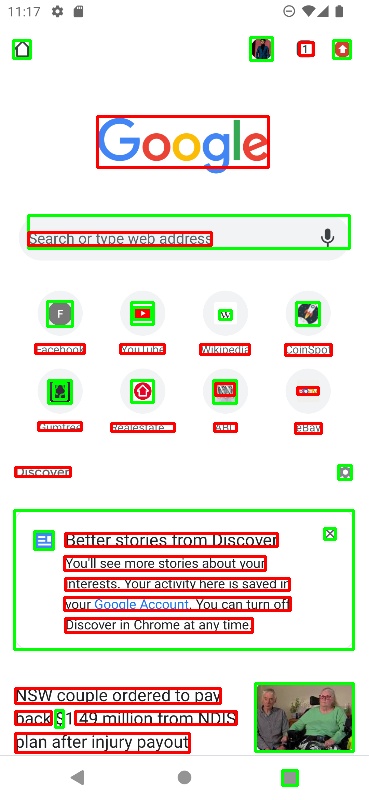 11:17
1
Google
Search or type web address
F
W
Facebook YouTube Wikipedia CoinSpot
Gumtree Realestate... ABC eBay
Discover
Better stories from Discover
You'll see more stories about your
interests. Your activity here is saved in
your Google Account. You can turn off
Discover in Chrome at any time.
NSW couple ordered to pay
back $1.49 million from NDIS
plan after injury payout